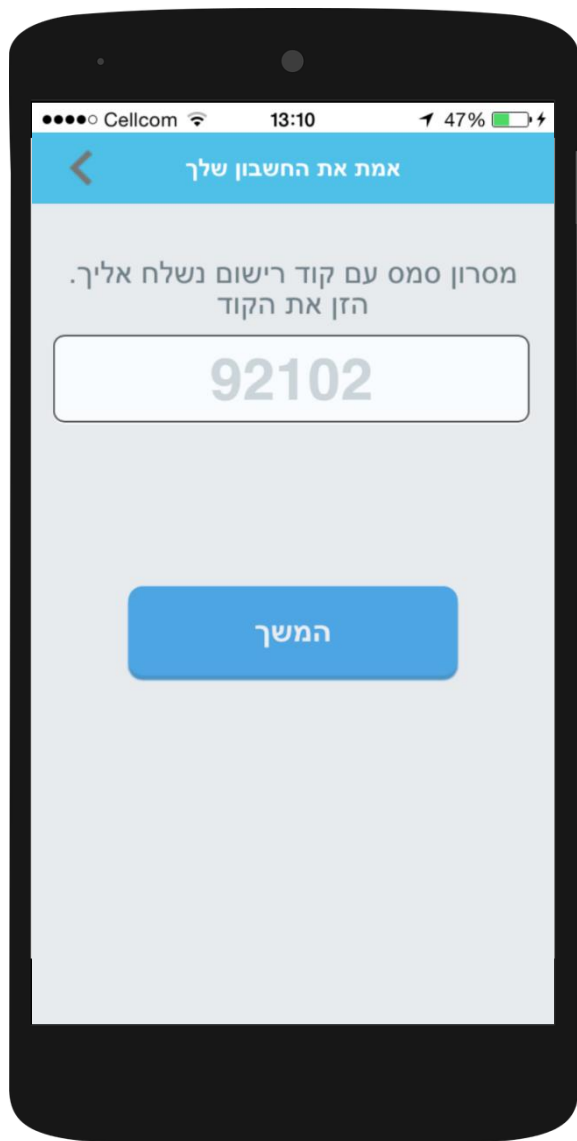 Cellcom 13:10 47%
אמת את החשבון שלך
מסרון סמס עם קוד רישום נשלח אליך.
הזן את הקוד
92102
המשך